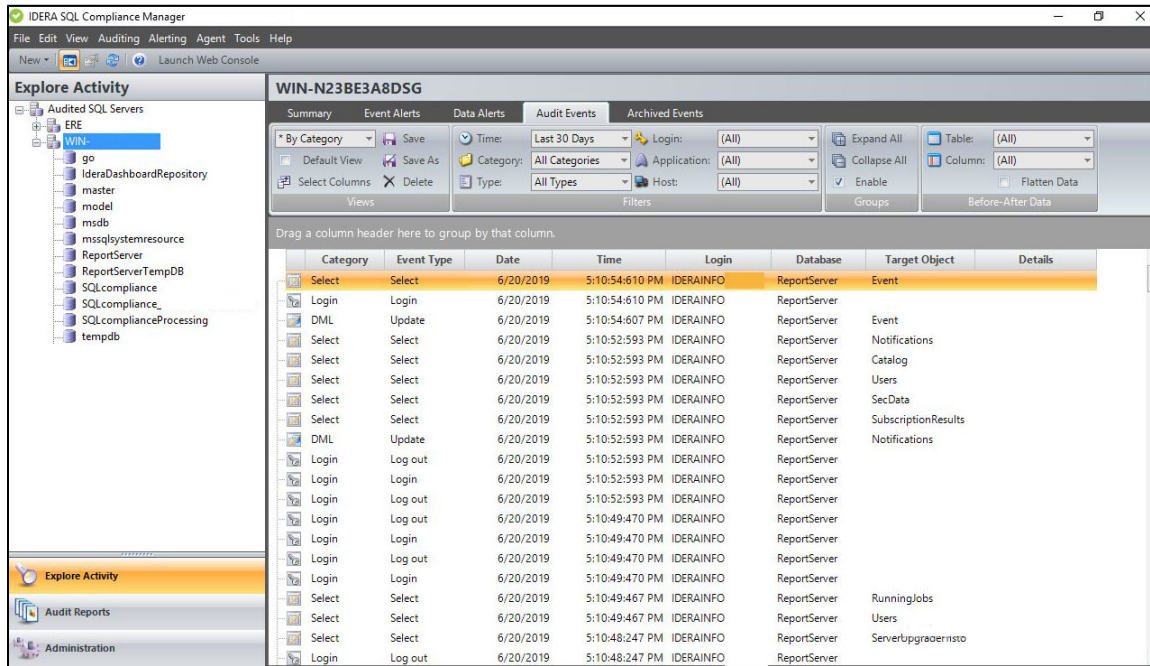 IDERA SQL Compliance Manager
File Edit View Auditing Alerting Agent Tools Help
New Launch Web Console
Explore Activity
Audited SQL Servers
ERE
WIN-
go
IderaDashboardRepository
master
model
msdb
mssqlsystemresource
ReportServer
ReportServerTempDB
SQLcompliance
SQLcompliance_
SQLcomplianceProcessing
tempdb
Explore Activity
Audit Reports
Administration
WIN-N23BE3A8DSG
Summary Event Alerts Data Alerts Audit Events Archived Events
* By Category Save Time: Last 30 Days Login: (All) Expand All Table: (All)
Default View Save As Category: All Categories Application: (All) Collapse All Column: (All)
Select Columns Delete Type: All Types Host: (All) Enable Flatten Data
Views Filters Groups Before-After Data
Drag a column header here to group by that column.
Category Event Type Date Time Login Database Target Object Details
Select Select 6/20/2019 5:10:54:610 PM IDERAINFO ReportServer Event
Login Login 6/20/2019 5:10:54:610 PM IDERAINFO ReportServer
DML Update 6/20/2019 5:10:54:607 PM IDERAINFO ReportServer Event
Select Select 6/20/2019 5:10:52:593 PM IDERAINFO ReportServer Notifications
Select Select 6/20/2019 5:10:52:593 PM IDERAINFO ReportServer Catalog
Select Select 6/20/2019 5:10:52:593 PM IDERAINFO ReportServer Users
Select Select 6/20/2019 5:10:52:593 PM IDERAINFO ReportServer SecData
Select Select 6/20/2019 5:10:52:593 PM IDERAINFO ReportServer SubscriptionResults
DML Update 6/20/2019 5:10:52:593 PM IDERAINFO ReportServer Notifications
Login Log out 6/20/2019 5:10:52:593 PM IDERAINFO ReportServer
Login Login 6/20/2019 5:10:52:593 PM IDERAINFO ReportServer
Login Log out 6/20/2019 5:10:52:593 PM IDERAINFO ReportServer
Login Log out 6/20/2019 5:10:49:470 PM IDERAINFO ReportServer
Login Login 6/20/2019 5:10:49:470 PM IDERAINFO ReportServer
Login Log out 6/20/2019 5:10:49:470 PM IDERAINFO ReportServer
Login Login 6/20/2019 5:10:49:470 PM IDERAINFO ReportServer
Select Select 6/20/2019 5:10:49:467 PM IDERAINFO ReportServer RunningJobs
Select Select 6/20/2019 5:10:49:467 PM IDERAINFO ReportServer Users
Select Select 6/20/2019 5:10:48:247 PM IDERAINFO ReportServer
Login Log out 6/20/2019 5:10:48:247 PM IDERAINFO ReportServer